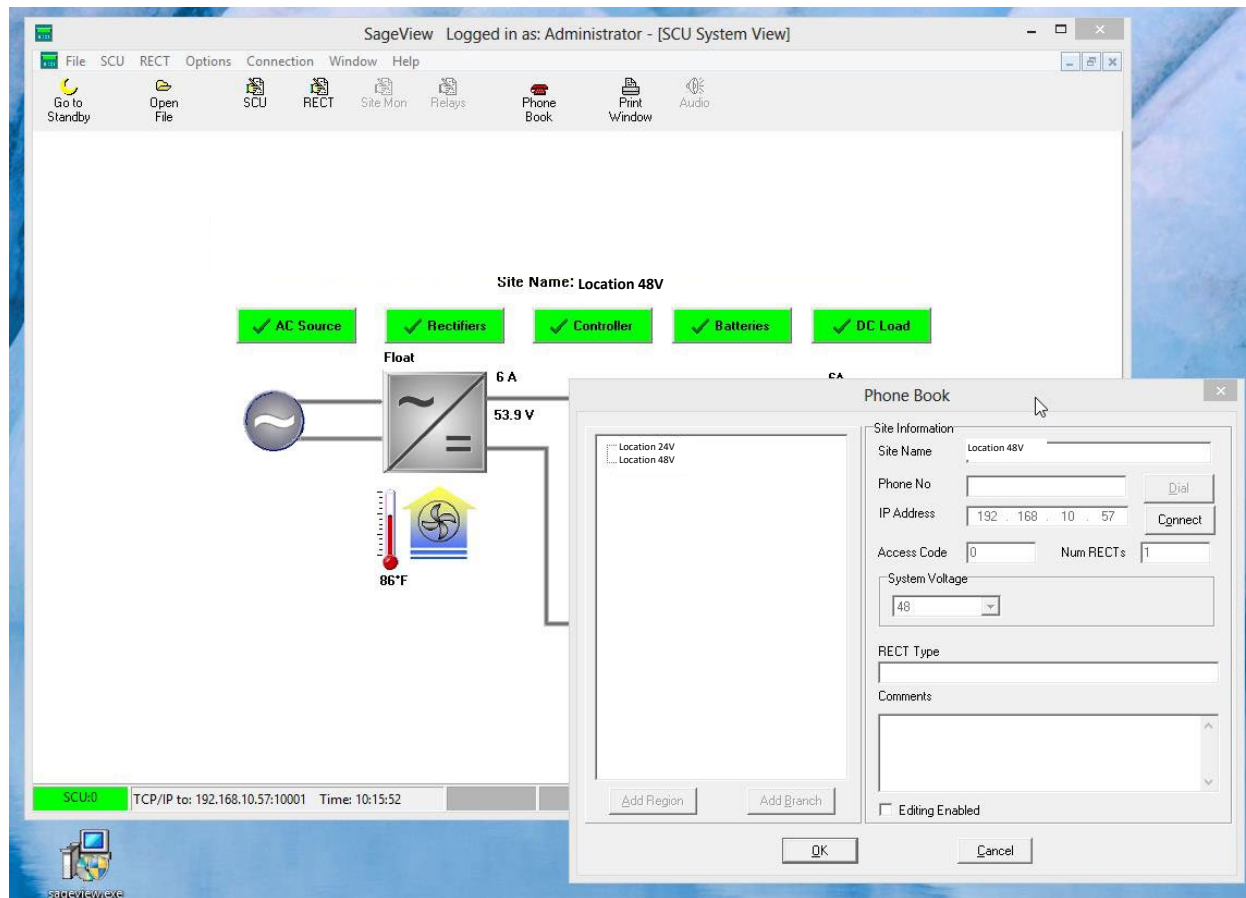 SageView Logged in as: Administrator - [SCU System View]
File SCU RECT Options Connection Window Help
Go to Standby
Open File
SCU
RECT
Site Mon
Relays
Phone Book
Print Window
Audio
Site Name: Location 48V
AC Source
Rectifiers
Controller
Batteries
DC Load
Float
6 A
6A
53.9 V
86°F
Phone Book
Location 24V
Location 48V
Site Information
Site Name Location 48V
Phone No
Dial
IP Address 192 . 168 . 10 . 57
Connect
Access Code 0 Num RECTs 1
System Voltage
48
RECT Type
Comments
Add Region
Add Branch
Editing Enabled
OK
Cancel
SCU:0
TCP/IP to: 192.168.10.57:10001 Time: 10:15:52
sageview.exe